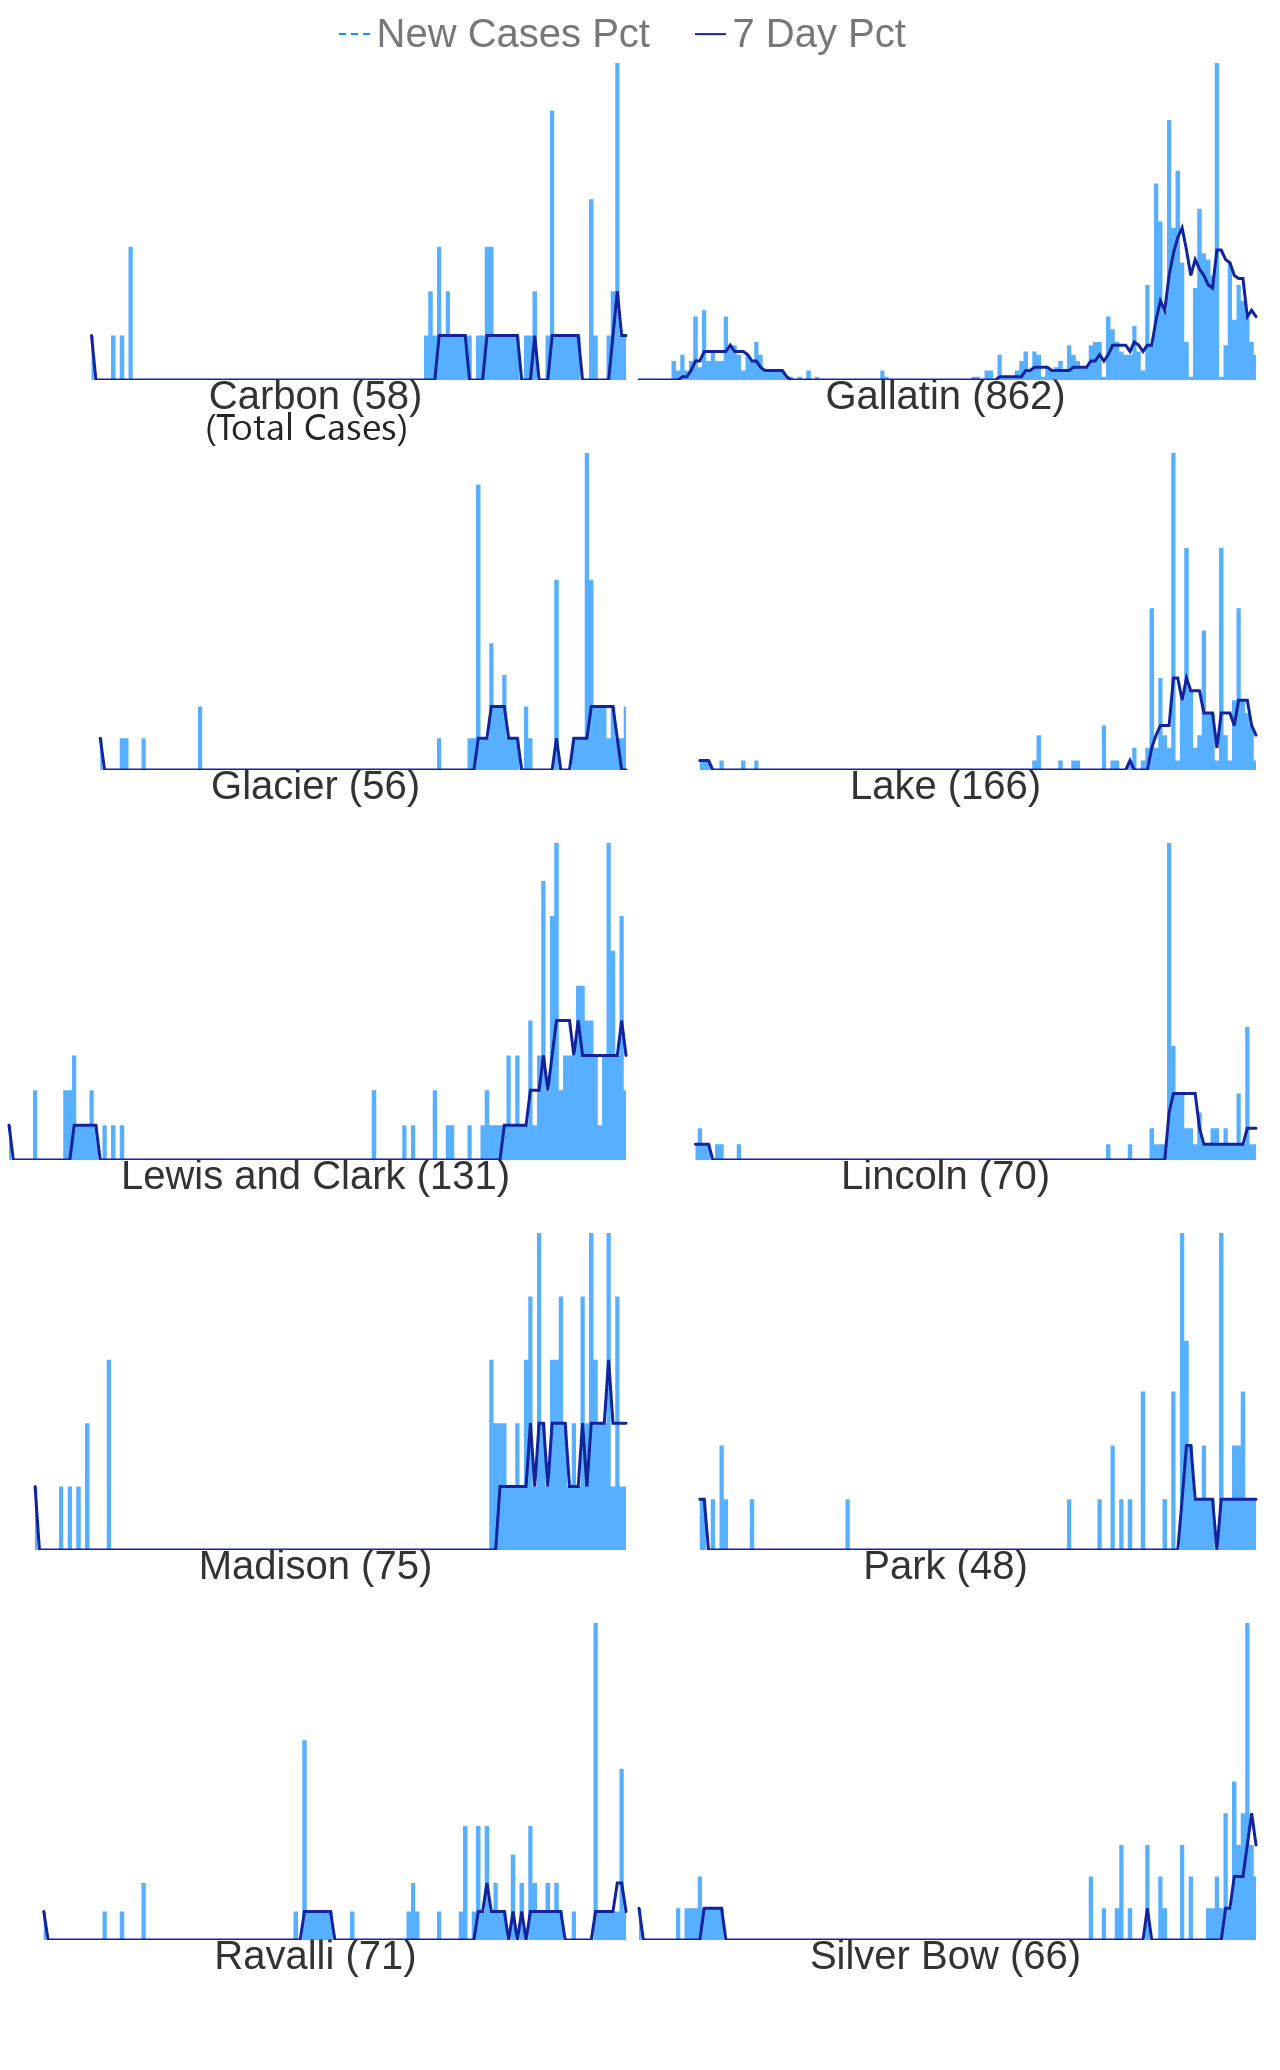 New Cases Pct 7 Day Pct
Carbon (58) Gallatin (862)
(Total Cases)
Glacier (56) Lake (166)
Lewis and Clark (131) Lincoln (70)
Madison (75) Park (48)
Ravalli (71) Silver Bow (66)